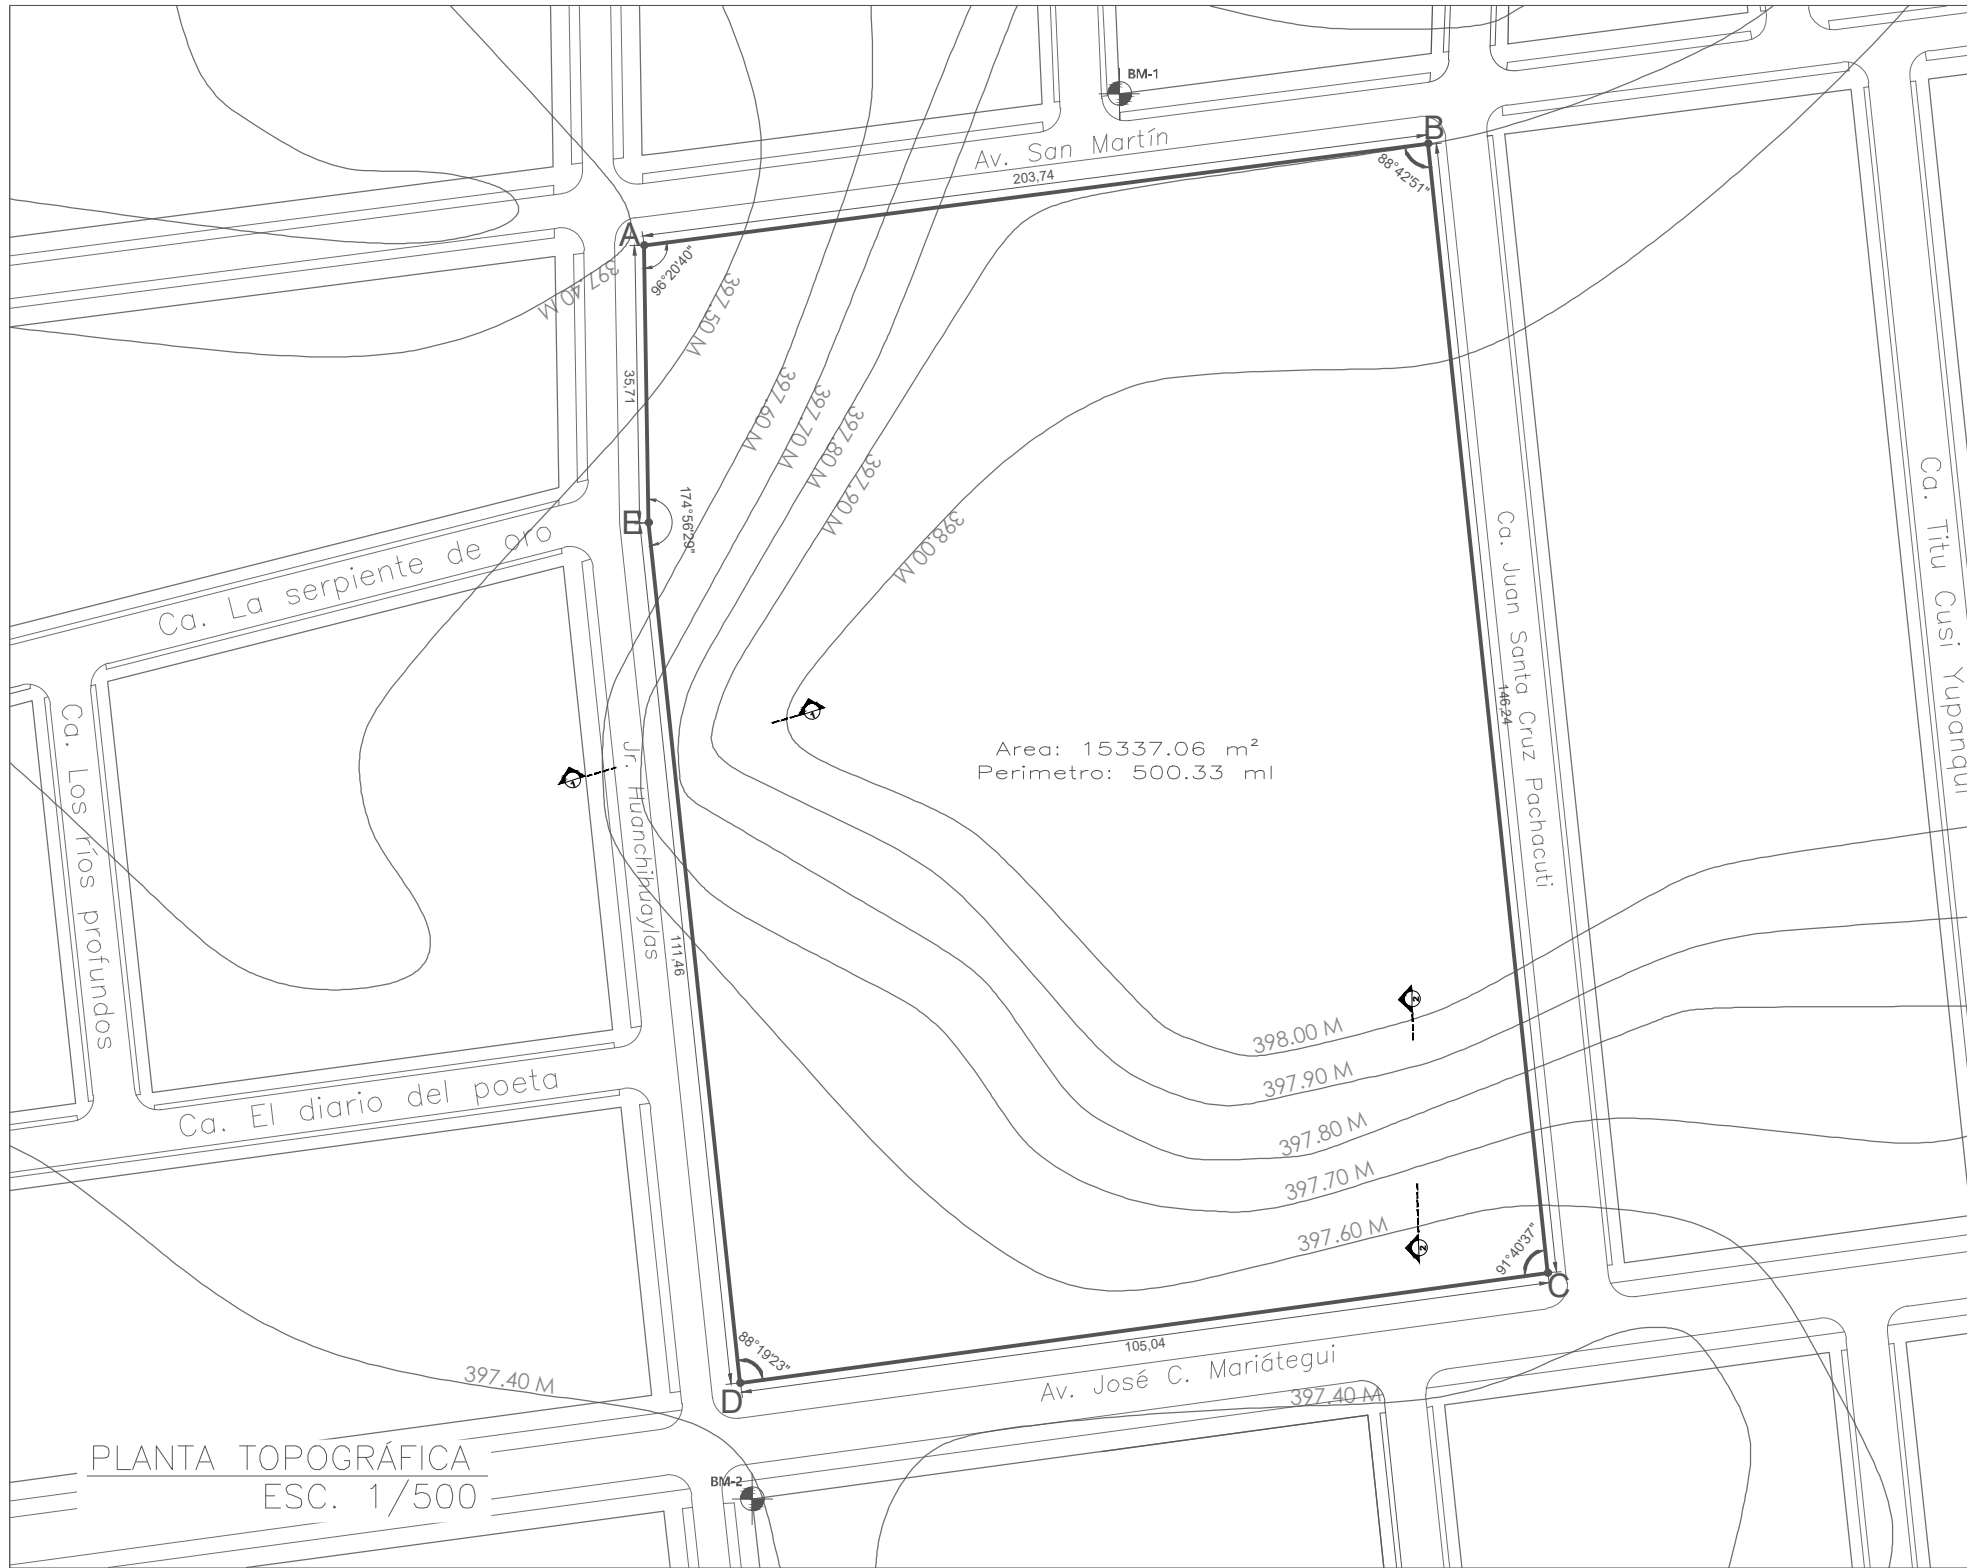 BM-1
B
Av. San Martín
203,74
88°42'51"
A
96°20'40"
397.40 M
397.50 M
35,71
397.60 M
397.70 M
397.80 M
397.90 M
398.00 M
E
174°56'29"
Ca. La serpiente de oro
Ca. Juan Santa Cruz Pachacuti
146,24
Ca. Titu Cusi Yupanqui
Ca. Los ríos profundos
1
1
Jr. Huanchihuaylas
111,46
Area: 15337.06 m²
Perimetro: 500.33 ml
2
398.00 M
397.90 M
397.80 M
397.70 M
397.60 M
2
Ca. El diario del poeta
91°40'37"
C
88°19'23"
105,04
D
Av. José C. Mariátegui
397.40 M
397.40 M
BM-2
PLANTA TOPOGRÁFICA
ESC. 1/500